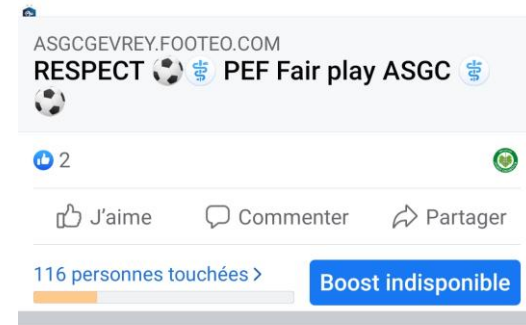 ASGCGEVREY.FOOTEO.COM
RESPECT ⚽⚕️ PEF Fair play ASGC ⚕️
⚽
2
J'aime Commenter Partager
116 personnes touchées >
Boost indisponible